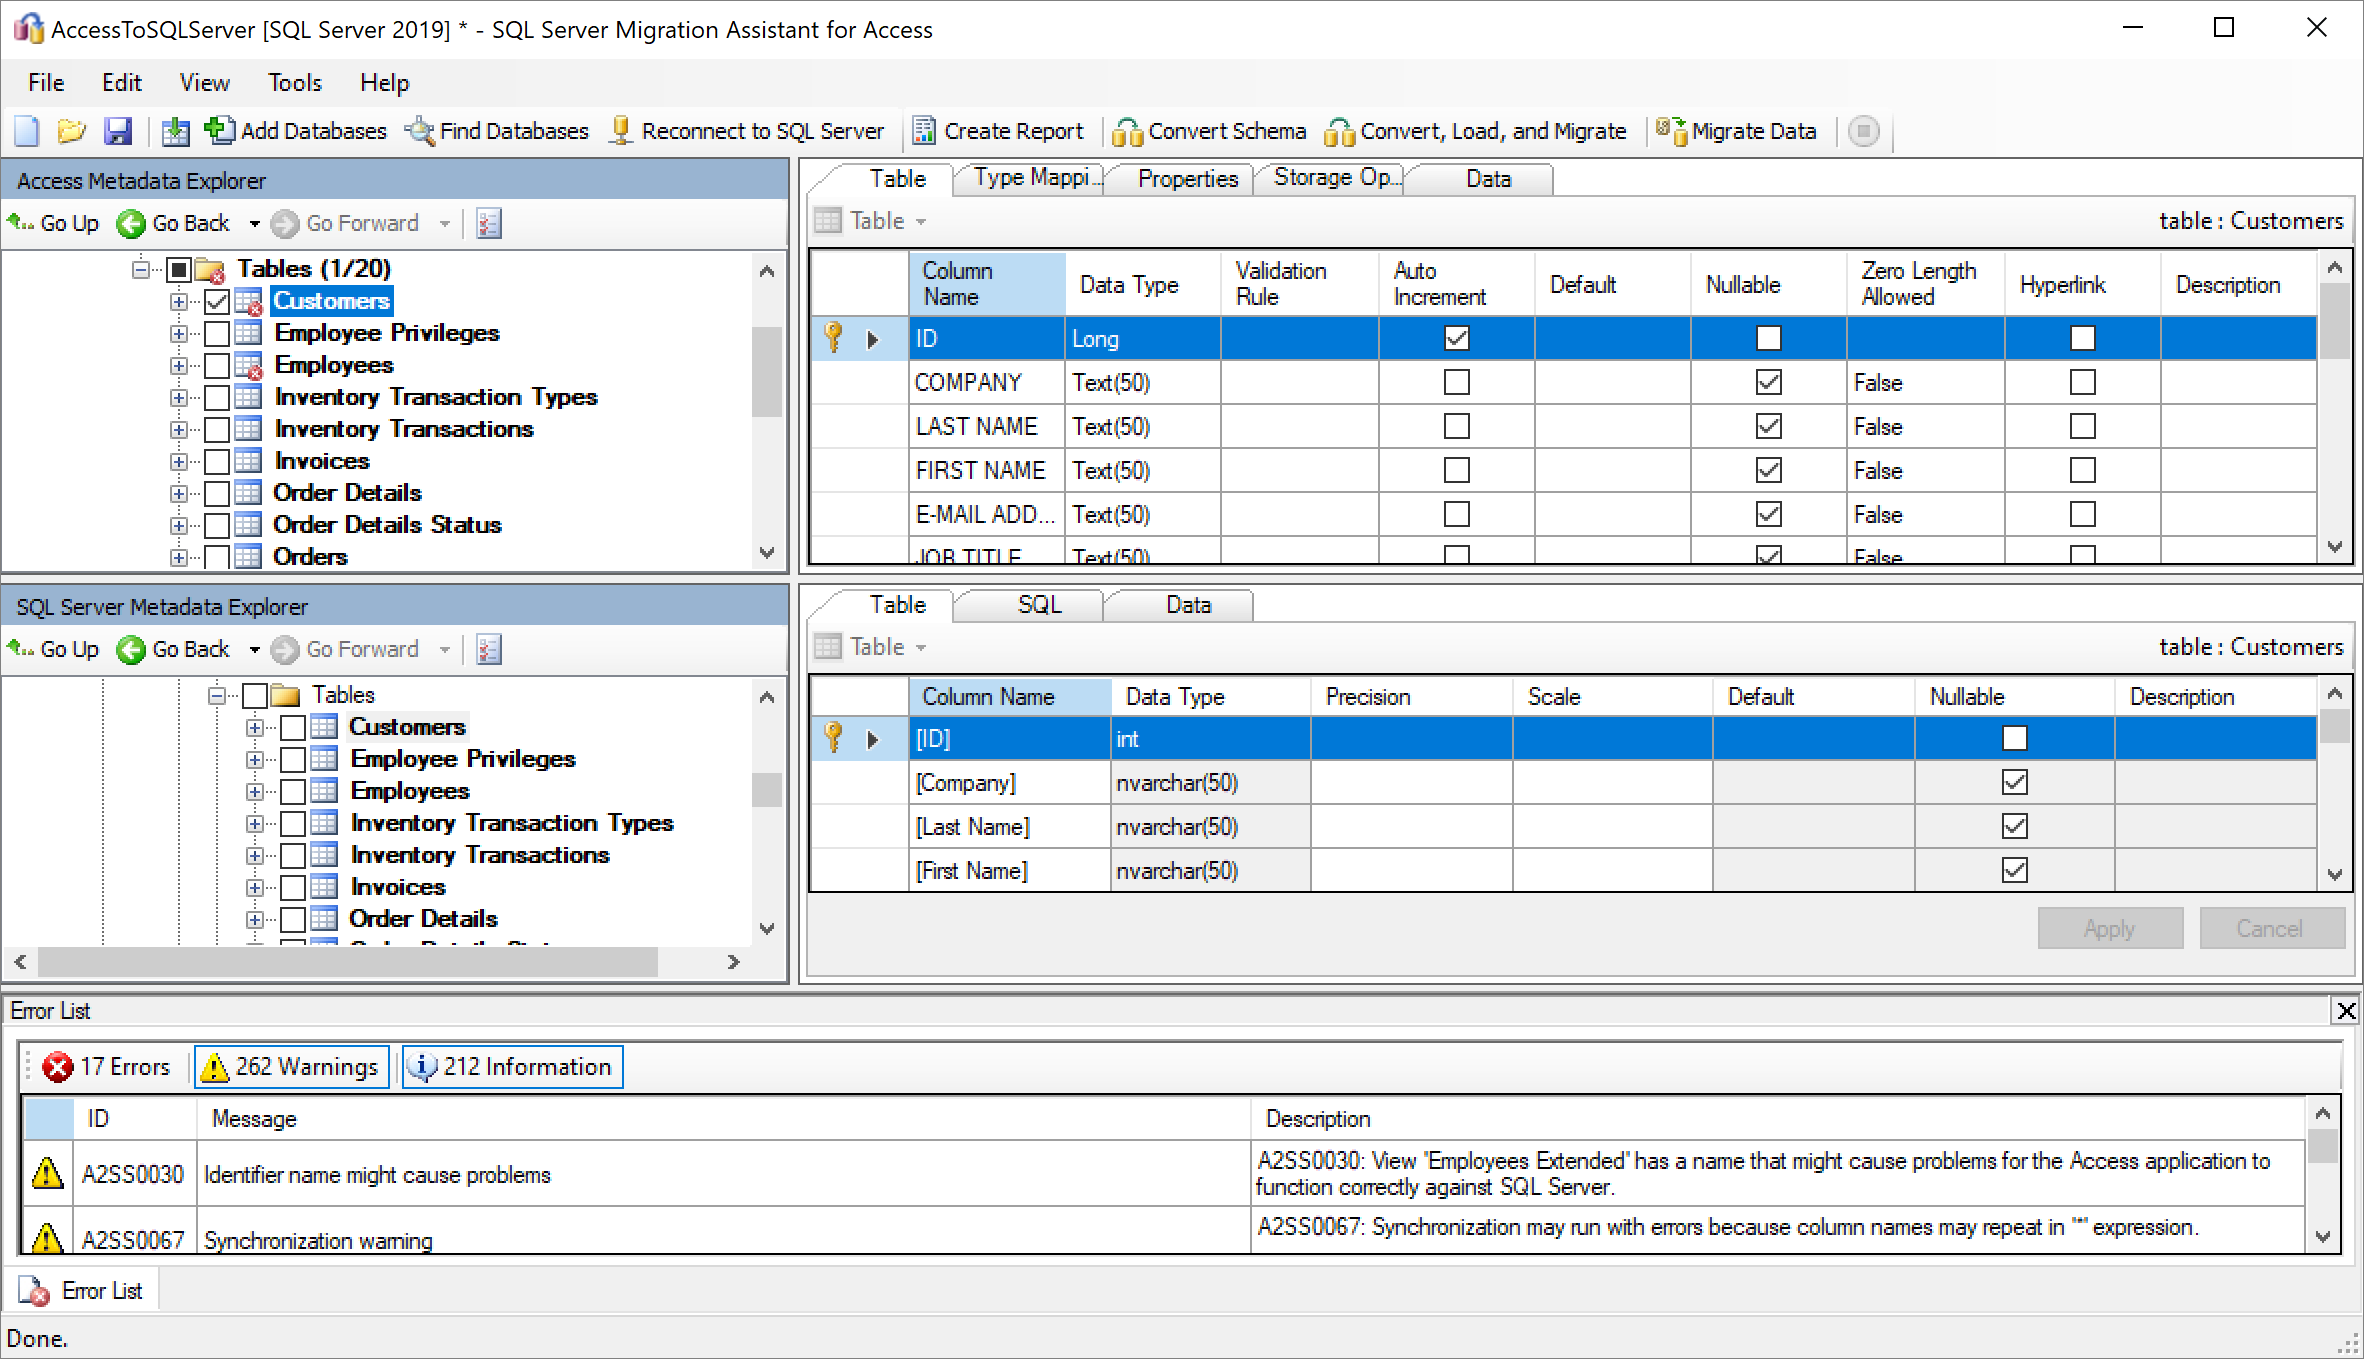 AccessToSQLServer [SQL Server 2019] * - SQL Server Migration Assistant for Access
File Edit View Tools Help
Add Databases Find Databases Reconnect to SQL Server Create Report Convert Schema Convert, Load, and Migrate Migrate Data
Access Metadata Explorer
Go Up Go Back Go Forward
Tables (1/20)
Customers
Employee Privileges
Employees
Inventory Transaction Types
Inventory Transactions
Invoices
Order Details
Order Details Status
Orders
Table Type Mappi... Properties Storage Op... Data
Table table : Customers
Column Name Data Type Validation Rule Auto Increment Default Nullable Zero Length Allowed Hyperlink Description
ID Long
COMPANY Text(50) False
LAST NAME Text(50) False
FIRST NAME Text(50) False
E-MAIL ADD... Text(50) False
JOB TITLE Text(50) False
SQL Server Metadata Explorer
Go Up Go Back Go Forward
Tables
Customers
Employee Privileges
Employees
Inventory Transaction Types
Inventory Transactions
Invoices
Order Details
Table SQL Data
Table table : Customers
Column Name Data Type Precision Scale Default Nullable Description
[ID] int
[Company] nvarchar(50)
[Last Name] nvarchar(50)
[First Name] nvarchar(50)
Apply Cancel
Error List
17 Errors 262 Warnings 212 Information
ID Message Description
A2SS0030 Identifier name might cause problems A2SS0030: View 'Employees Extended' has a name that might cause problems for the Access application to
function correctly against SQL Server.
A2SS0067 Synchronization warning A2SS0067: Synchronization may run with errors because column names may repeat in '*' expression.
Error List
Done.